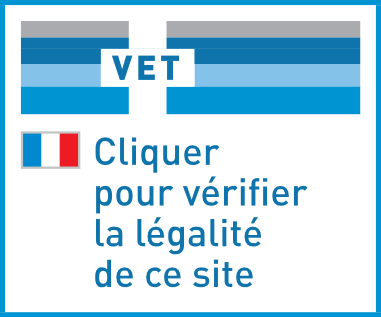 VET
Cliquer
pour vérifier
la légalité
de ce site